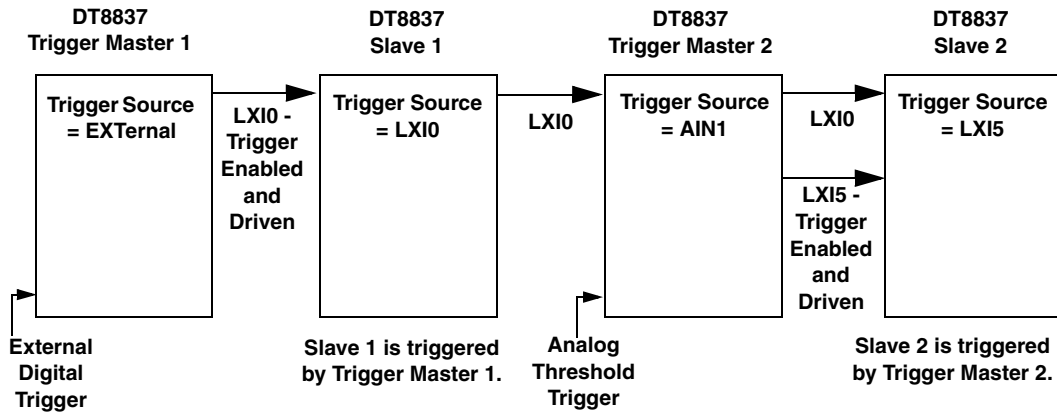 DT8837
Trigger Master 1
DT8837
Slave 1
DT8837
Trigger Master 2
DT8837
Slave 2
Trigger Source
= EXTernal
LXI0 -
Trigger
Enabled
and
Driven
Trigger Source
= LXI0
LXI0
Trigger Source
= AIN1
LXI0
LXI5 -
Trigger
Enabled
and
Driven
Trigger Source
= LXI5
External
Digital
Trigger
Slave 1 is triggered
by Trigger Master 1.
Analog
Threshold
Trigger
Slave 2 is triggered
by Trigger Master 2.